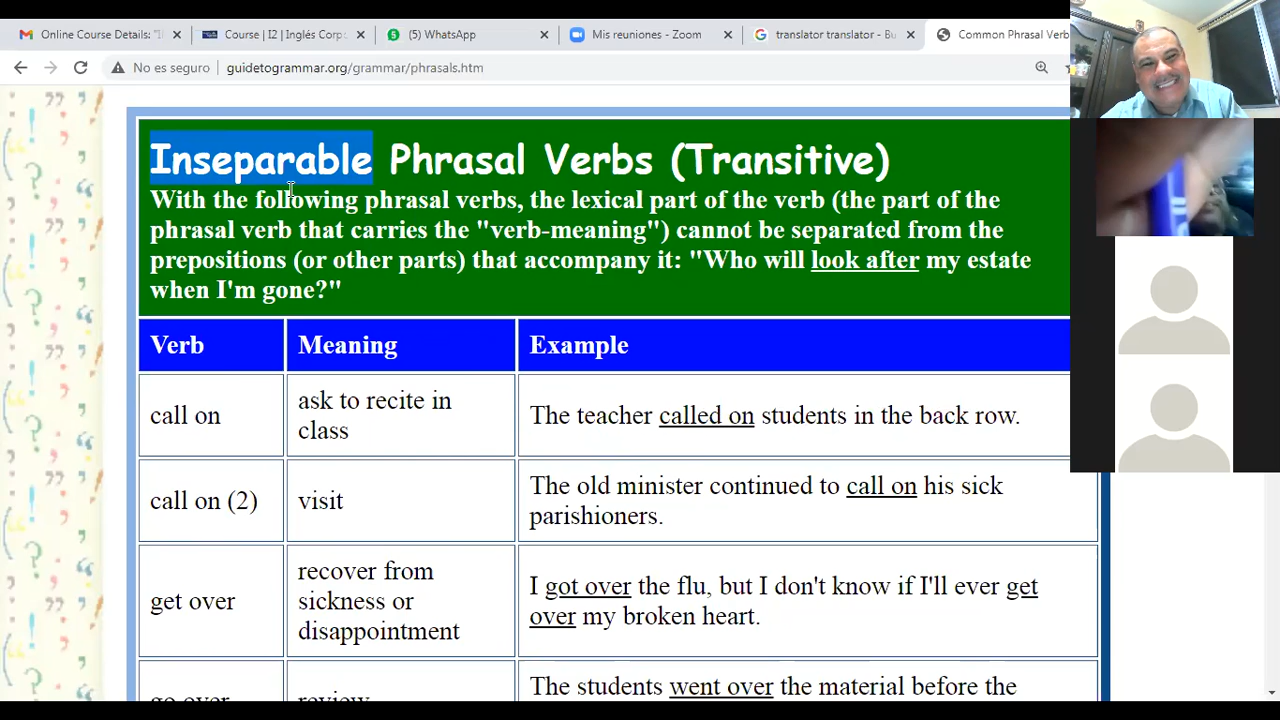 Online Course Details: "I
Course | I2 | Inglés Corp
(5) WhatsApp
Mis reuniones - Zoom
translator translator - Bu
Common Phrasal Verb
No es seguro
guidetogrammar.org/grammar/phrasals.htm
Inseparable Phrasal Verbs (Transitive)
With the following phrasal verbs, the lexical part of the verb (the part of the
phrasal verb that carries the "verb-meaning") cannot be separated from the
prepositions (or other parts) that accompany it: "Who will look after my estate
when I'm gone?"
Verb Meaning Example
call on
ask to recite in
class
The teacher called on students in the back row.
call on (2)
visit
The old minister continued to call on his sick
parishioners.
get over
recover from
sickness or
disappointment
I got over the flu, but I don't know if I'll ever get
over my broken heart.
go over
review
The students went over the material before the